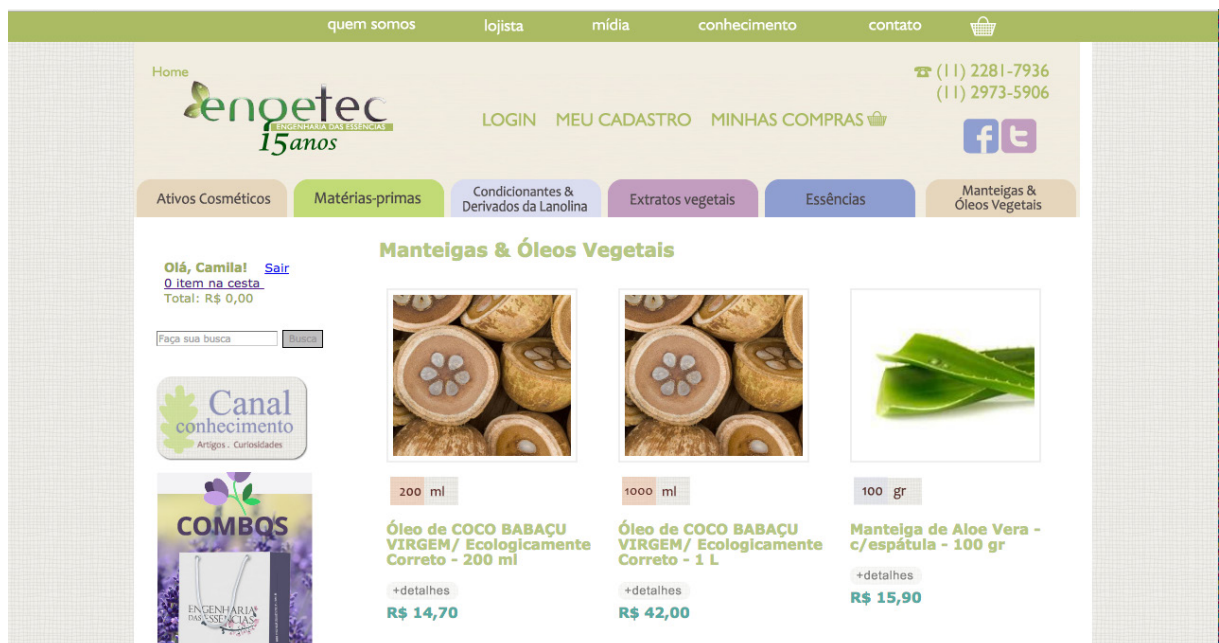 quem somos
lojista
mídia
conhecimento
contato
Home
(11) 2281-7936
(11) 2973-5906
engetec
ENGENHARIA DAS ESSÊNCIAS
15anos
LOGIN
MEU CADASTRO
MINHAS COMPRAS
f
t
Ativos Cosméticos
Matérias-primas
Condicionantes &
Derivados da Lanolina
Extratos vegetais
Essências
Manteigas &
Óleos Vegetais
Manteigas & Óleos Vegetais
Olá, Camila! Sair
0 item na cesta
Total: R$ 0,00
Faça sua busca
Busca
Canal
conhecimento
Artigos . Curiosidades
COMBOS
ENGENHARIA
DAS ESSÊNCIAS
200 ml
Óleo de COCO BABAÇU
VIRGEM/ Ecologicamente
Correto - 200 ml
+detalhes
R$ 14,70
1000 ml
Óleo de COCO BABAÇU
VIRGEM/ Ecologicamente
Correto - 1 L
+detalhes
R$ 42,00
100 gr
Manteiga de Aloe Vera -
c/espátula - 100 gr
+detalhes
R$ 15,90